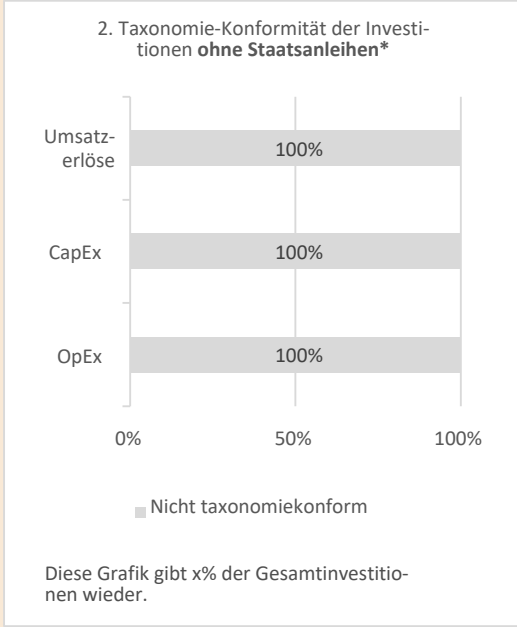 2. Taxonomie-Konformität der Investi-
tionen ohne Staatsanleihen*
Umsatz-
erlöse
100%
CapEx
100%
OpEx
100%
0%
50%
100%
Nicht taxonomiekonform
Diese Grafik gibt x% der Gesamtinvestitio-
nen wieder.